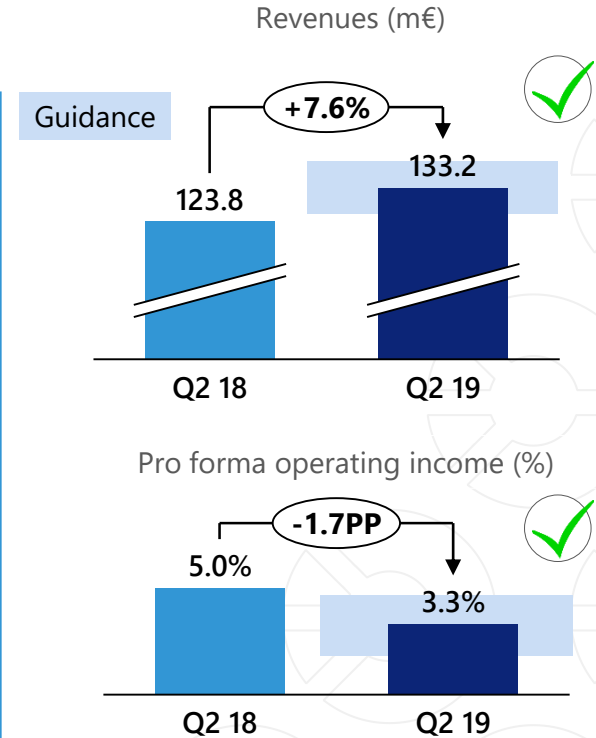 Revenues (m€)
Guidance
+7.6%
123.8
133.2
Q2 18
Q2 19
Pro forma operating income (%)
-1.7PP
5.0%
3.3%
Q2 18
Q2 19